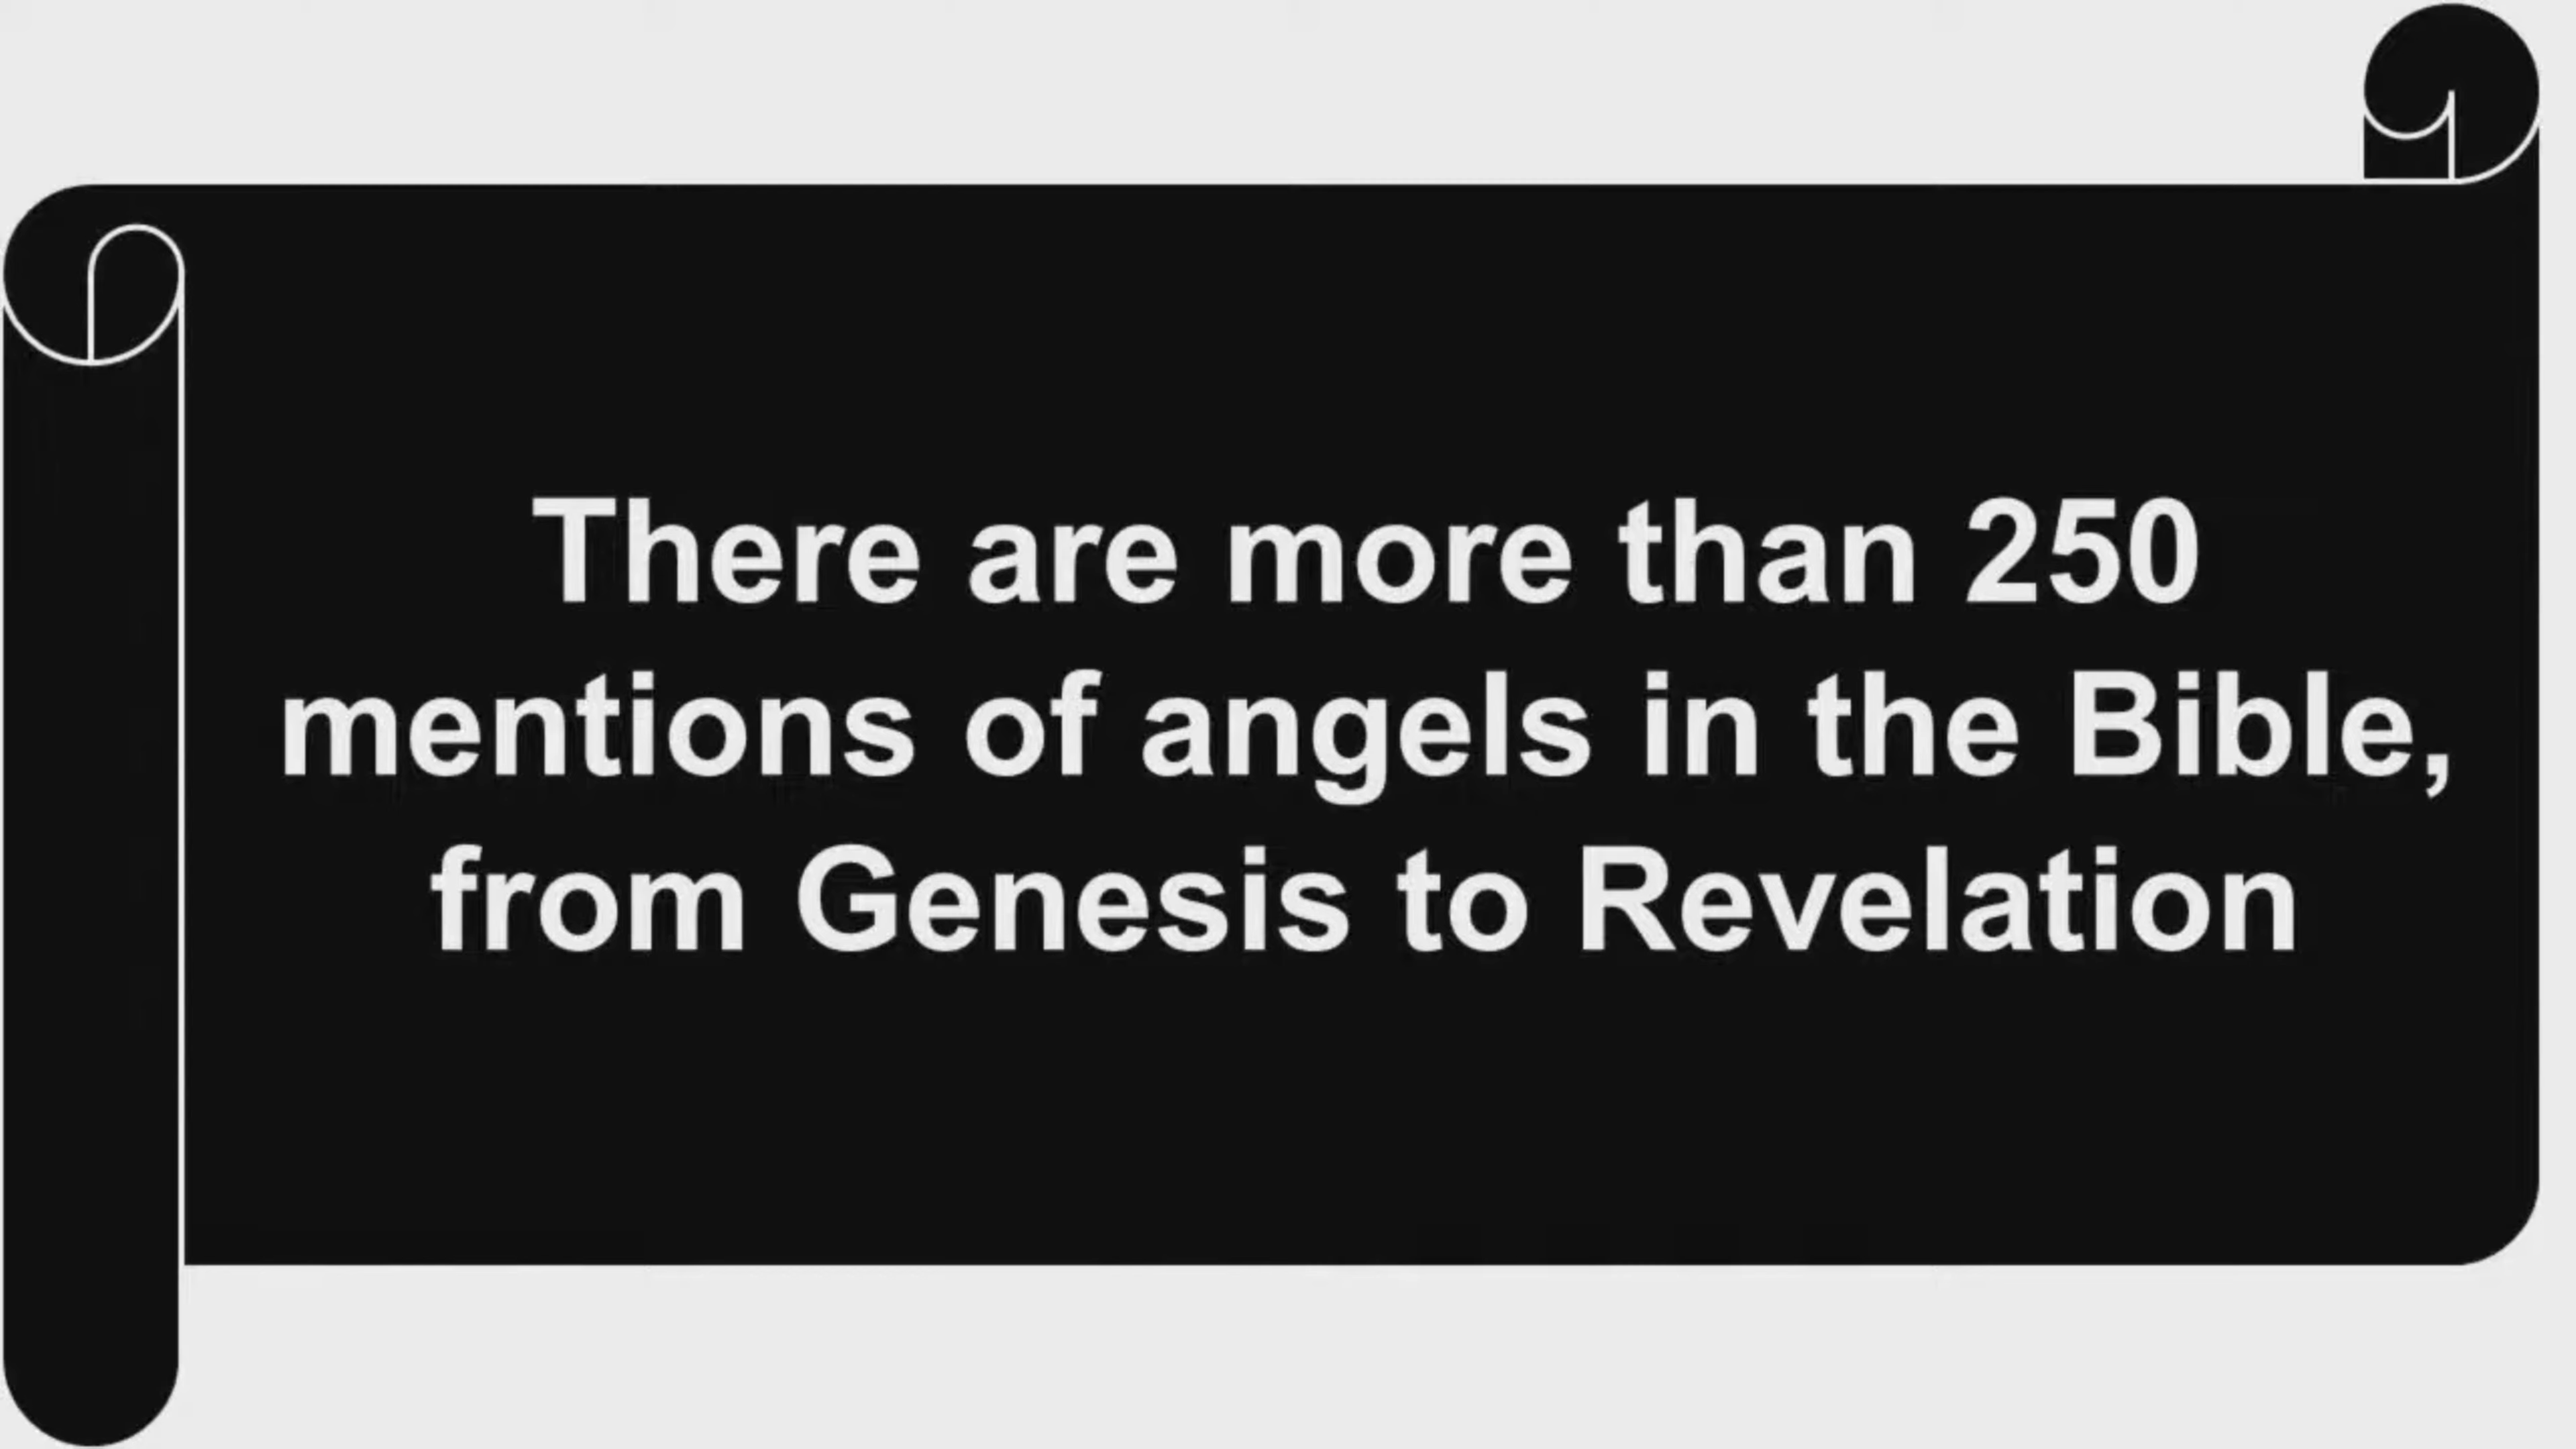 There are more than 250
mentions of angels in the Bible,
from Genesis to Revelation